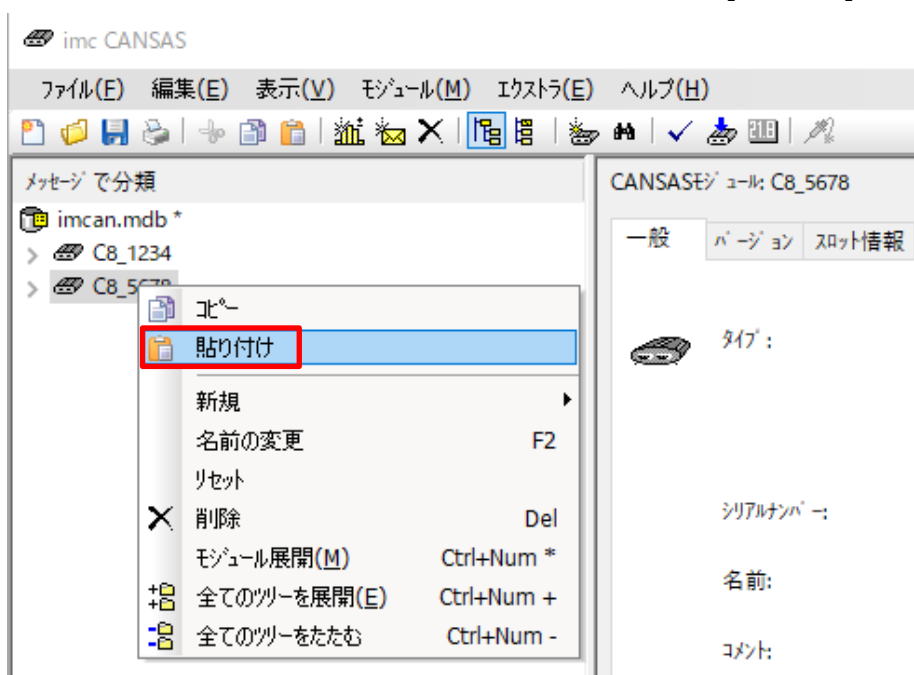 imc CANSAS
ファイル(F) 編集(E) 表示(V) モジュール(M) エクストラ(E) ヘルプ(H)
メッセージ で分類
imcan.mdb *
C8_1234
C8_5678
コピー
貼り付け
新規
名前の変更 F2
リセット
削除 Del
モジュール展開(M) Ctrl+Num *
全てのツリーを展開(E) Ctrl+Num +
全てのツリーをたたむ Ctrl+Num -
CANSASモジュール: C8_5678
一般 バージョン スロット情報
タイプ :
シリアルナンバー:
名前:
コメント: